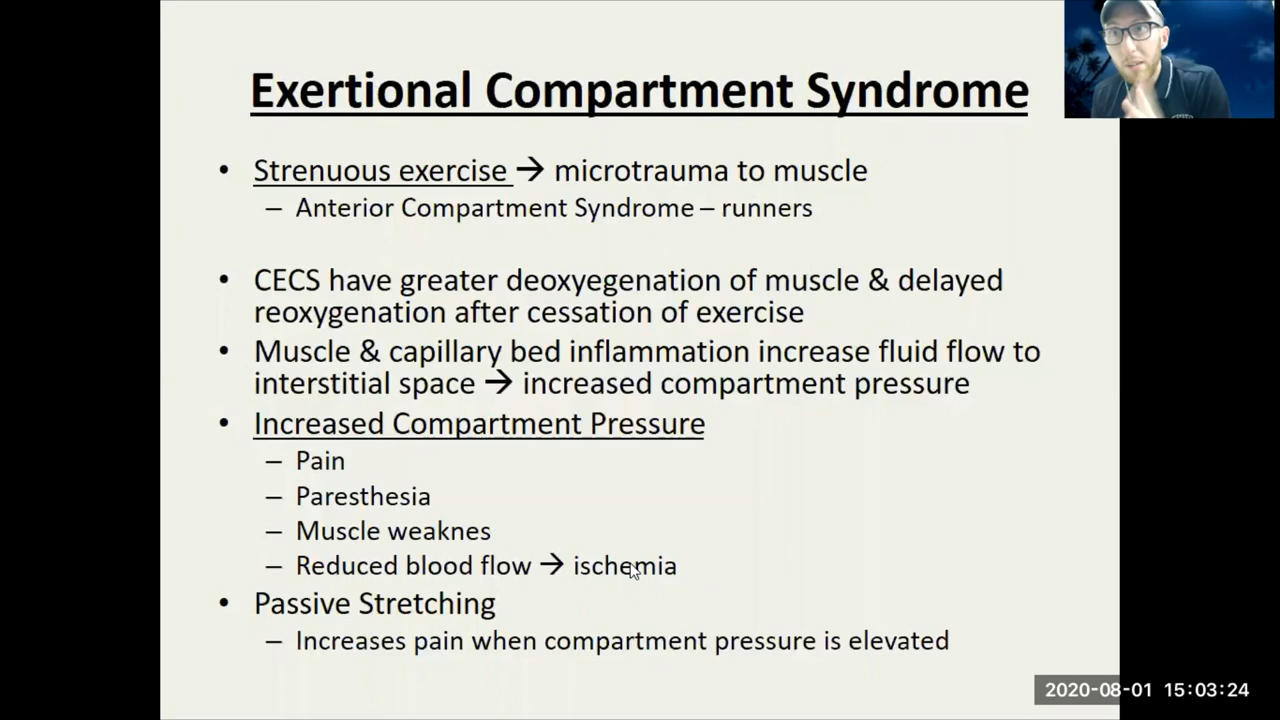 Exertional Compartment Syndrome
• Strenuous exercise → microtrauma to muscle
– Anterior Compartment Syndrome – runners
• CECS have greater deoxyegenation of muscle & delayed
reoxygenation after cessation of exercise
• Muscle & capillary bed inflammation increase fluid flow to
interstitial space → increased compartment pressure
• Increased Compartment Pressure
– Pain
– Paresthesia
– Muscle weaknes
– Reduced blood flow → ischemia
• Passive Stretching
– Increases pain when compartment pressure is elevated
2020-08-01 15:03:24